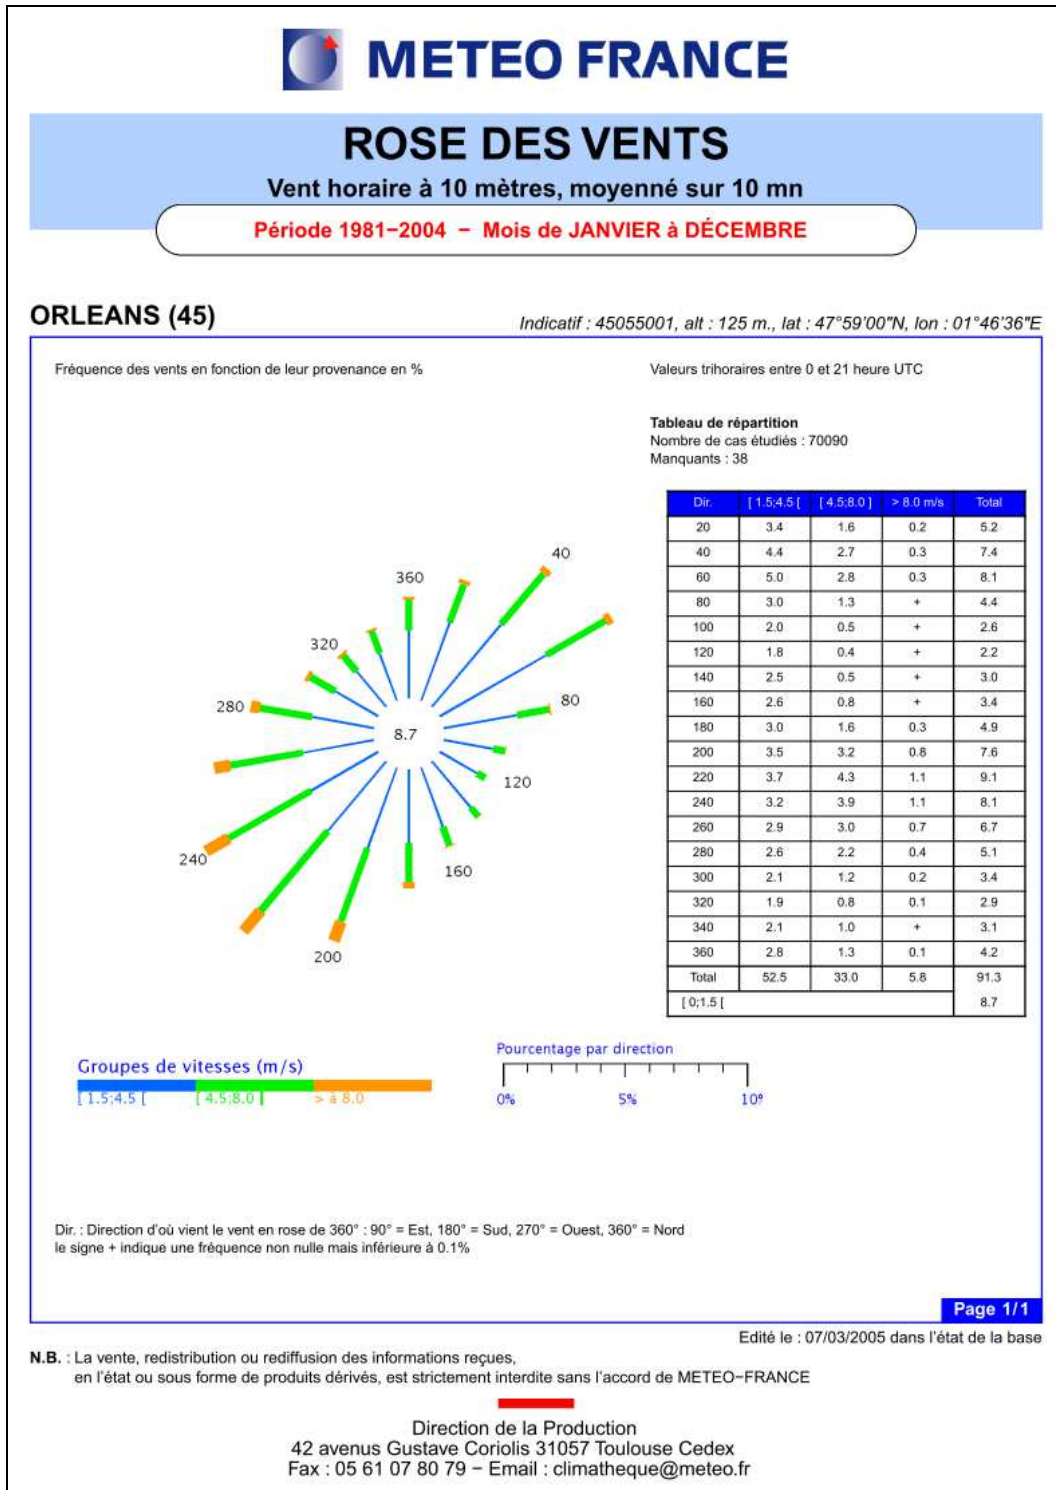 METEO FRANCE
ROSE DES VENTS
Vent horaire à 10 mètres, moyenné sur 10 mn
Période 1981−2004 − Mois de JANVIER à DÉCEMBRE
ORLEANS (45)
Indicatif : 45055001, alt : 125 m., lat : 47°59'00"N, lon : 01°46'36"E
Fréquence des vents en fonction de leur provenance en %
Valeurs trihoraires entre 0 et 21 heure UTC
Tableau de répartition
Nombre de cas étudiés : 70090
Manquants : 38
Dir. [ 1.5;4.5 [ [ 4.5;8.0 ] > 8.0 m/s Total
20 3.4 1.6 0.2 5.2
40 4.4 2.7 0.3 7.4
60 5.0 2.8 0.3 8.1
80 3.0 1.3 + 4.4
100 2.0 0.5 + 2.6
120 1.8 0.4 + 2.2
140 2.5 0.5 + 3.0
160 2.6 0.8 + 3.4
180 3.0 1.6 0.3 4.9
200 3.5 3.2 0.8 7.6
220 3.7 4.3 1.1 9.1
240 3.2 3.9 1.1 8.1
260 2.9 3.0 0.7 6.7
280 2.6 2.2 0.4 5.1
300 2.1 1.2 0.2 3.4
320 1.9 0.8 0.1 2.9
340 2.1 1.0 + 3.1
360 2.8 1.3 0.1 4.2
Total 52.5 33.0 5.8 91.3
[ 0;1.5 [ 8.7
40
360
320
280
80
8.7
120
240
160
200
Groupes de vitesses (m/s)
[ 1.5;4.5 [ [ 4.5;8.0 ] > à 8.0
Pourcentage par direction
0% 5% 10%
Dir. : Direction d'où vient le vent en rose de 360° : 90° = Est, 180° = Sud, 270° = Ouest, 360° = Nord
le signe + indique une fréquence non nulle mais inférieure à 0.1%
Page 1/1
Edité le : 07/03/2005 dans l'état de la base
N.B. : La vente, redistribution ou rediffusion des informations reçues,
en l'état ou sous forme de produits dérivés, est strictement interdite sans l'accord de METEO−FRANCE
Direction de la Production
42 avenus Gustave Coriolis 31057 Toulouse Cedex
Fax : 05 61 07 80 79 − Email : climatheque@meteo.fr